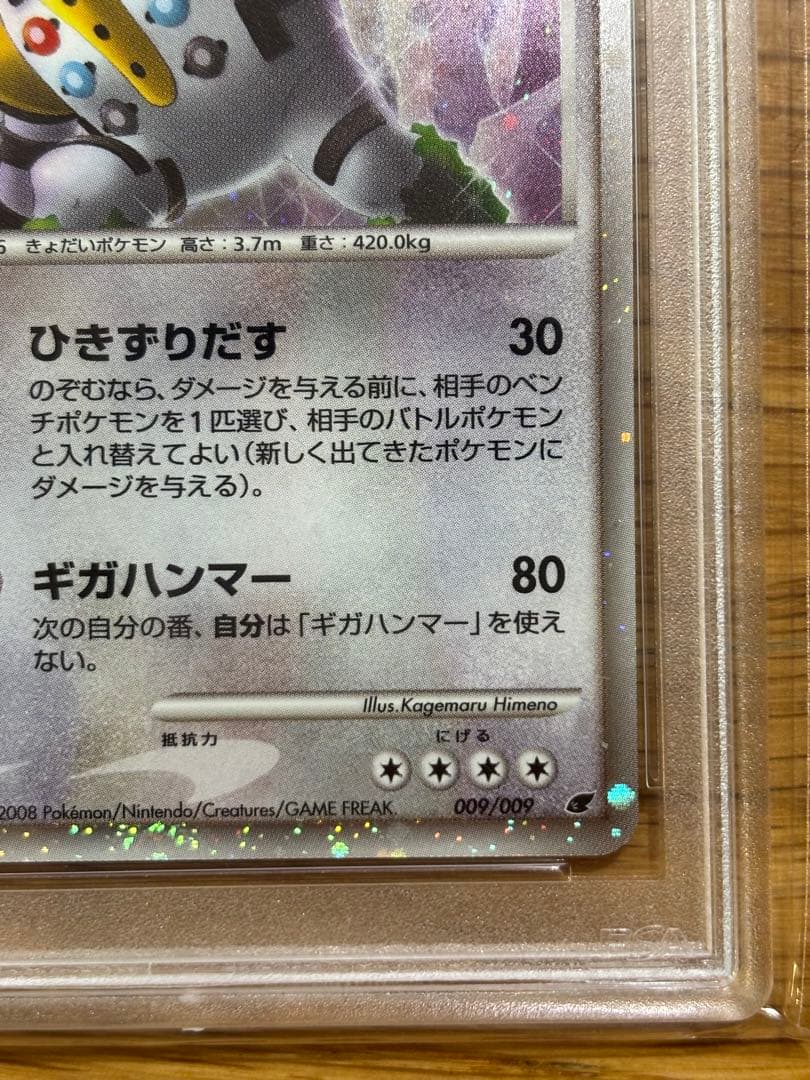 きょだいポケモン 高さ:3.7m 重さ:420.0kg
ひきずりだす 30
のぞむなら、ダメージを与える前に、相手のベン
チポケモンを1匹選び、相手のバトルポケモン
と入れ替えてよい(新しく出てきたポケモンに
ダメージを与える)。
ギガハンマー 80
次の自分の番、自分は「ギガハンマー」を使え
ない。
Illus.Kagemaru Himeno
抵抗力 にげる
2008 Pokémon/Nintendo/Creatures/GAME FREAK. 009/009
PSA